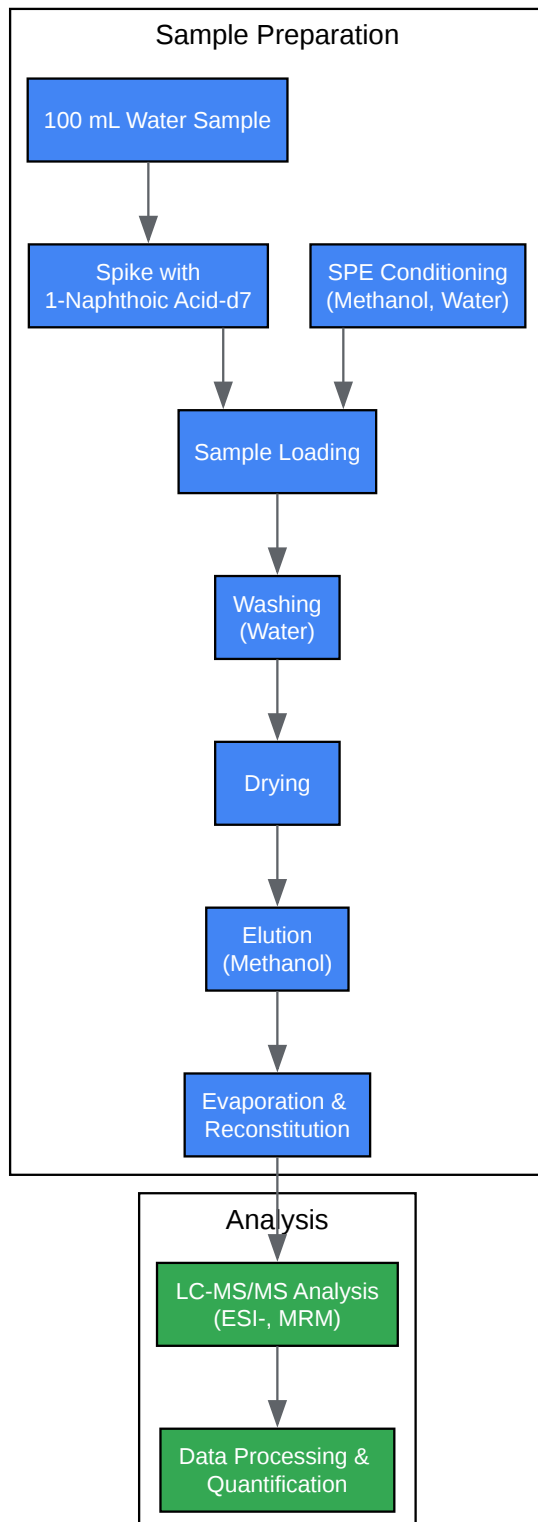 Sample Preparation
100 mL Water Sample
Spike with
1-Naphthoic Acid-d7
SPE Conditioning
(Methanol, Water)
Sample Loading
Washing
(Water)
Drying
Elution
(Methanol)
Evaporation &
Reconstitution
Analysis
LC-MS/MS Analysis
(ESI-, MRM)
Data Processing &
Quantification